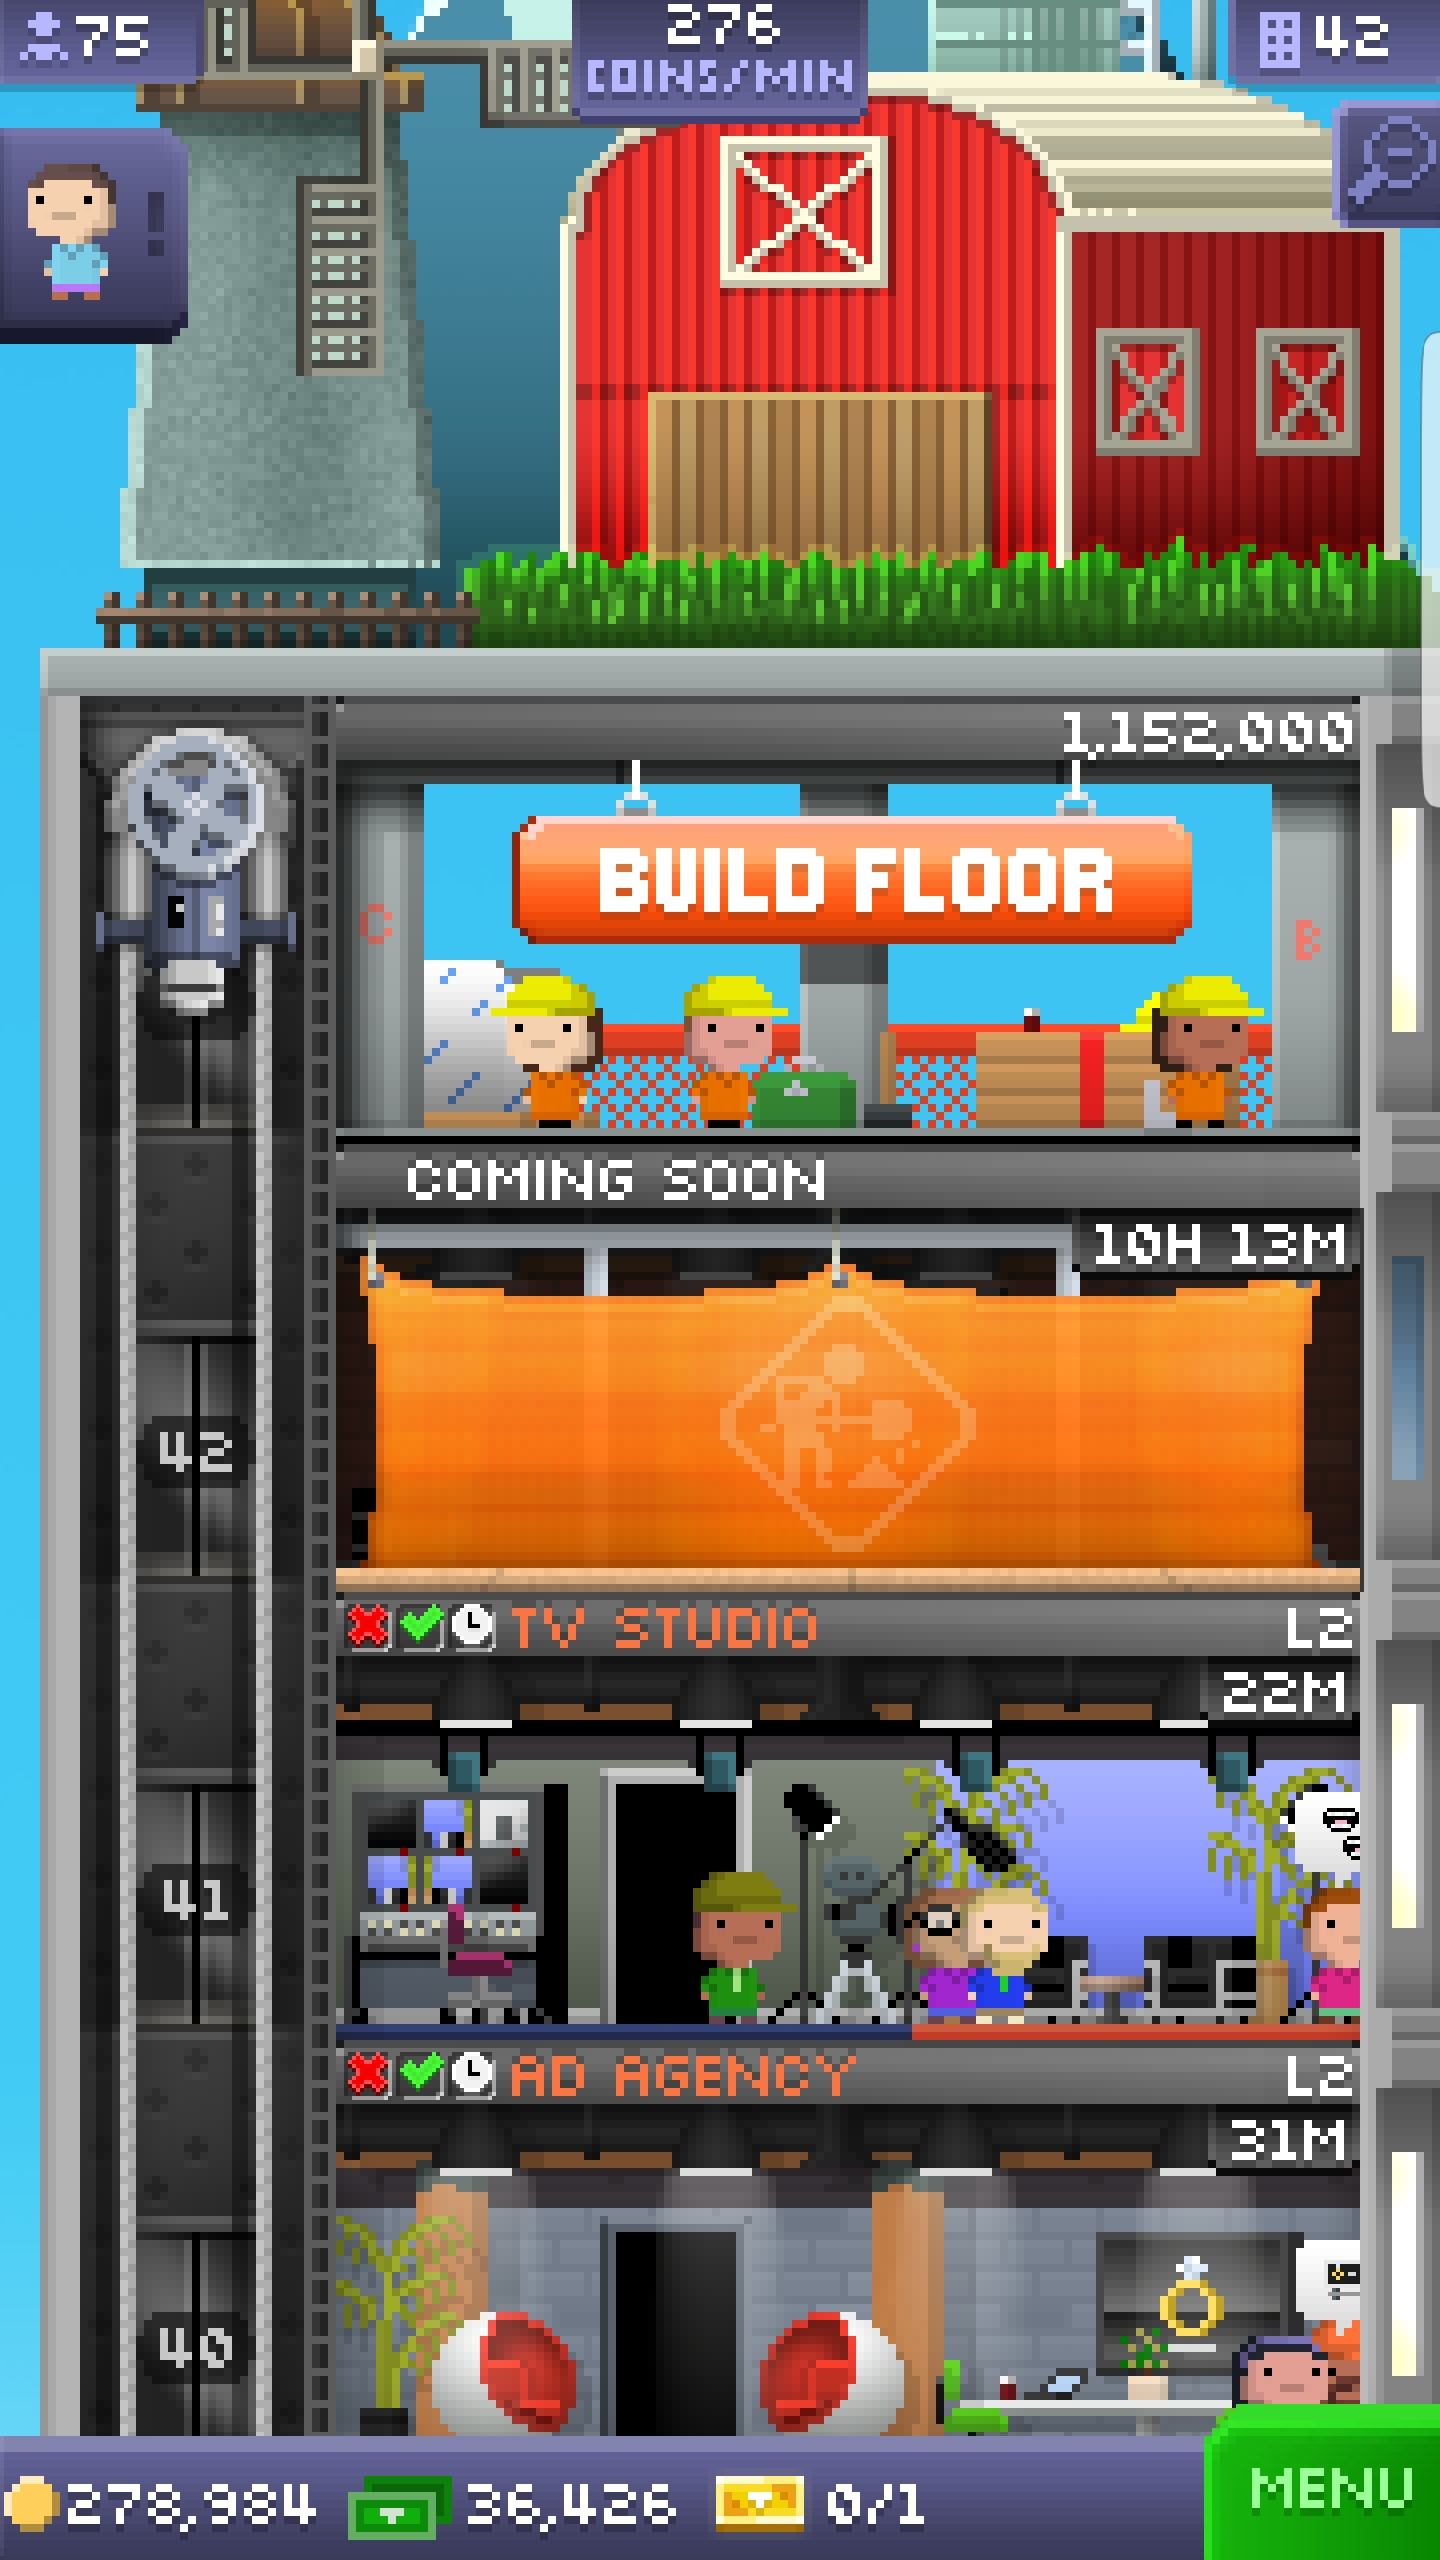 75
276
COINS/MIN
42
!
1,152,000
BUILD FLOOR
C
B
COMING SOON
10H 13M
42
TV STUDIO L2
22M
41
AD AGENCY L2
31M
40
278,984 36,426 0/1
MENU